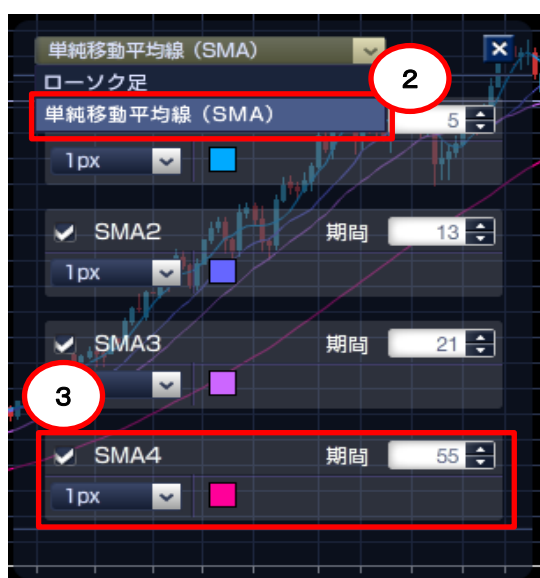 単純移動平均線（SMA）
ローソク足
2
単純移動平均線（SMA）
5
1px
SMA2 期間 13
1px
SMA3 期間 21
3
SMA4 期間 55
1px